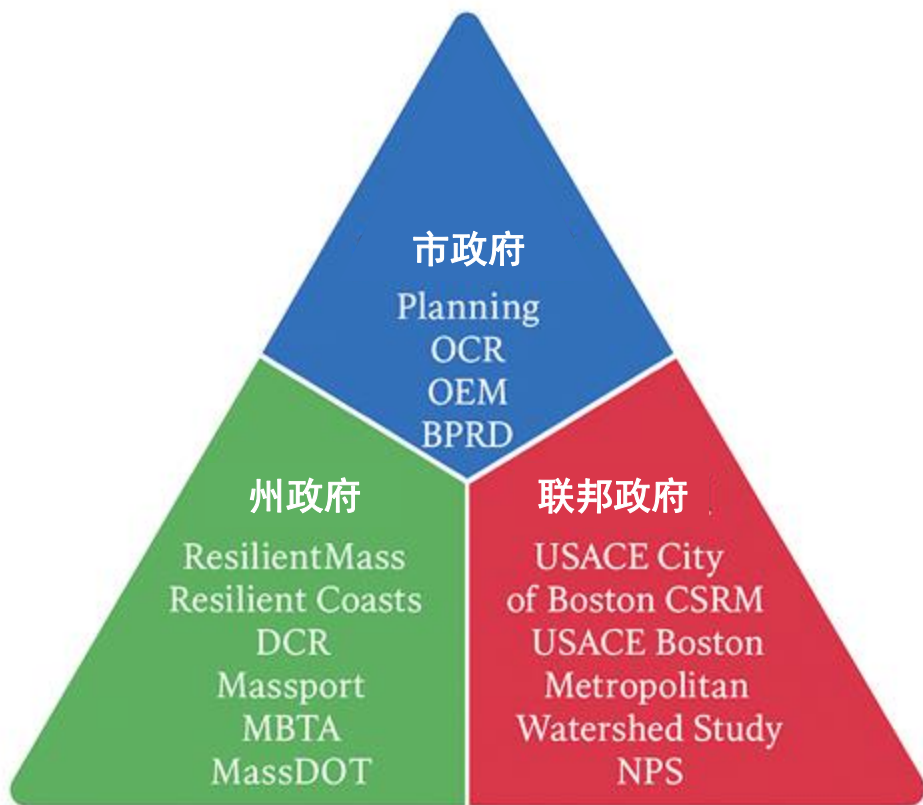 市政府
Planning
OCR
OEM
BPRD
州政府
ResilientMass
Resilient Coasts
DCR
Massport
MBTA
MassDOT
联邦政府
USACE City
of Boston CSRM
USACE Boston
Metropolitan
Watershed Study
NPS